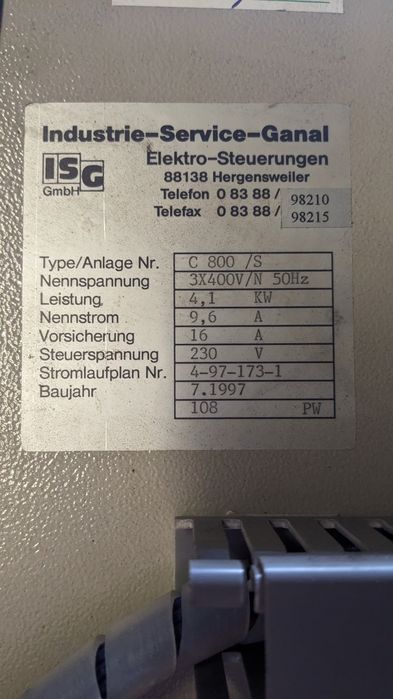 Industrie-Service-Ganal
ISG
GmbH
Elektro-Steuerungen
88138 Hergensweiler
Telefon 0 83 88 / 98210
Telefax 0 83 88 / 98215
Type/Anlage Nr. C 800 /S
Nennspannung 3X400V/N 50Hz
Leistung 4,1 KW
Nennstrom 9,6 A
Vorsicherung 16 A
Steuerspannung 230 V
Stromlaufplan Nr. 4-97-173-1
Baujahr 7.1997
108 PW